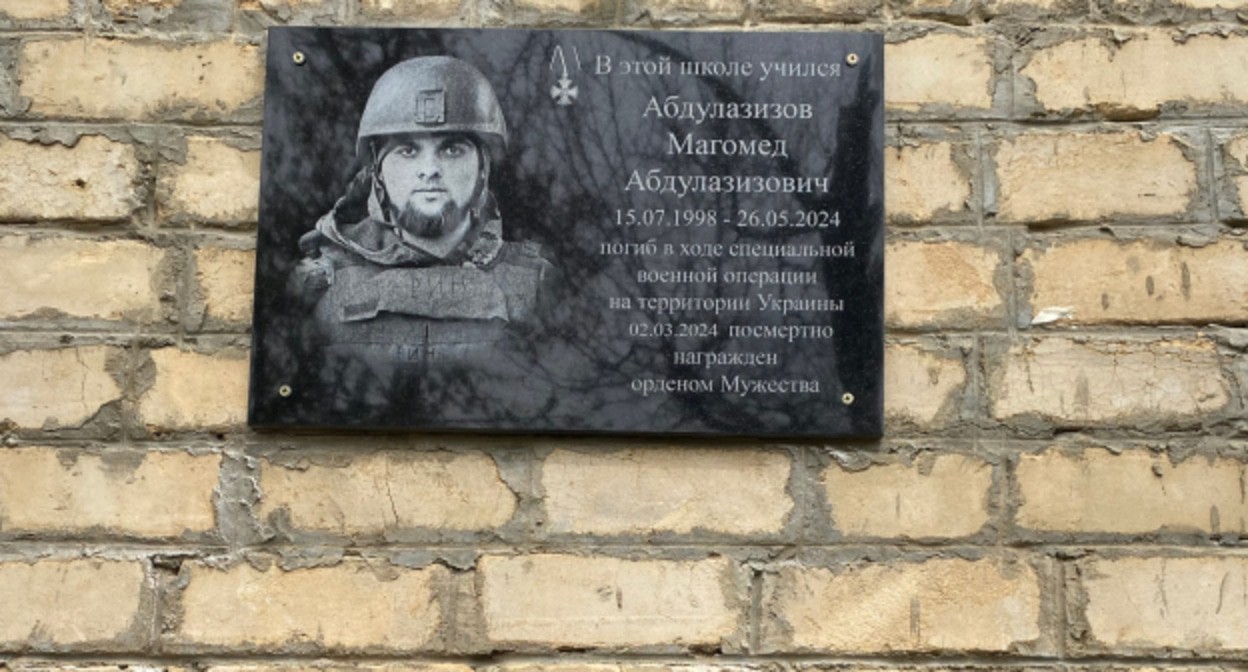 В этой школе учился
Абдулазизов
Магомед
Абдулазизович
15.07.1998 - 26.05.2024
погиб в ходе специальной
военной операции
на территории Украины
02.03.2024 посмертно
награжден
орденом Мужества